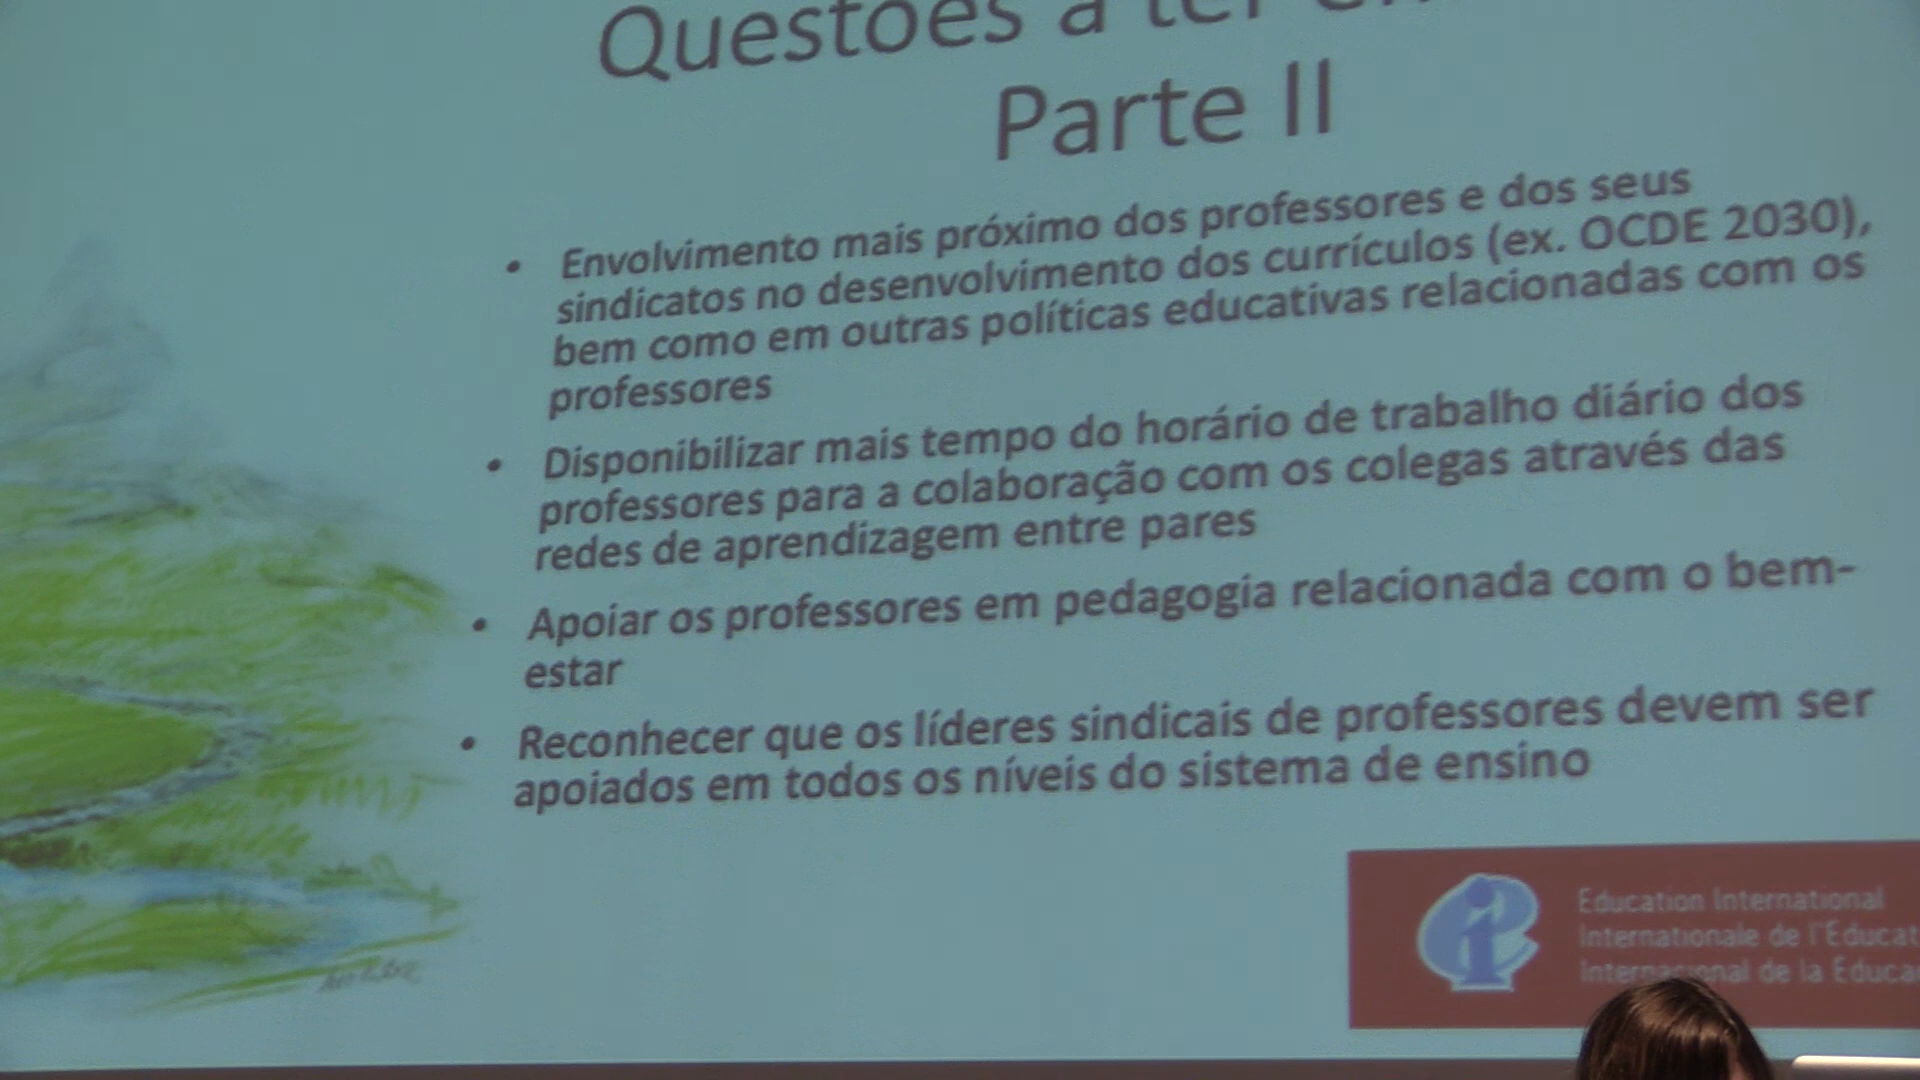 Questões a ter
Parte II
• Envolvimento mais próximo dos professores e dos seus
sindicatos no desenvolvimento dos currículos (ex. OCDE 2030),
bem como em outras políticas educativas relacionadas com os
professores
• Disponibilizar mais tempo do horário de trabalho diário dos
professores para a colaboração com os colegas através das
redes de aprendizagem entre pares
• Apoiar os professores em pedagogia relacionada com o bem-
estar
• Reconhecer que os líderes sindicais de professores devem ser
apoiados em todos os níveis do sistema de ensino
Education International
Internationale de l'Educat
Internacional de la Educa